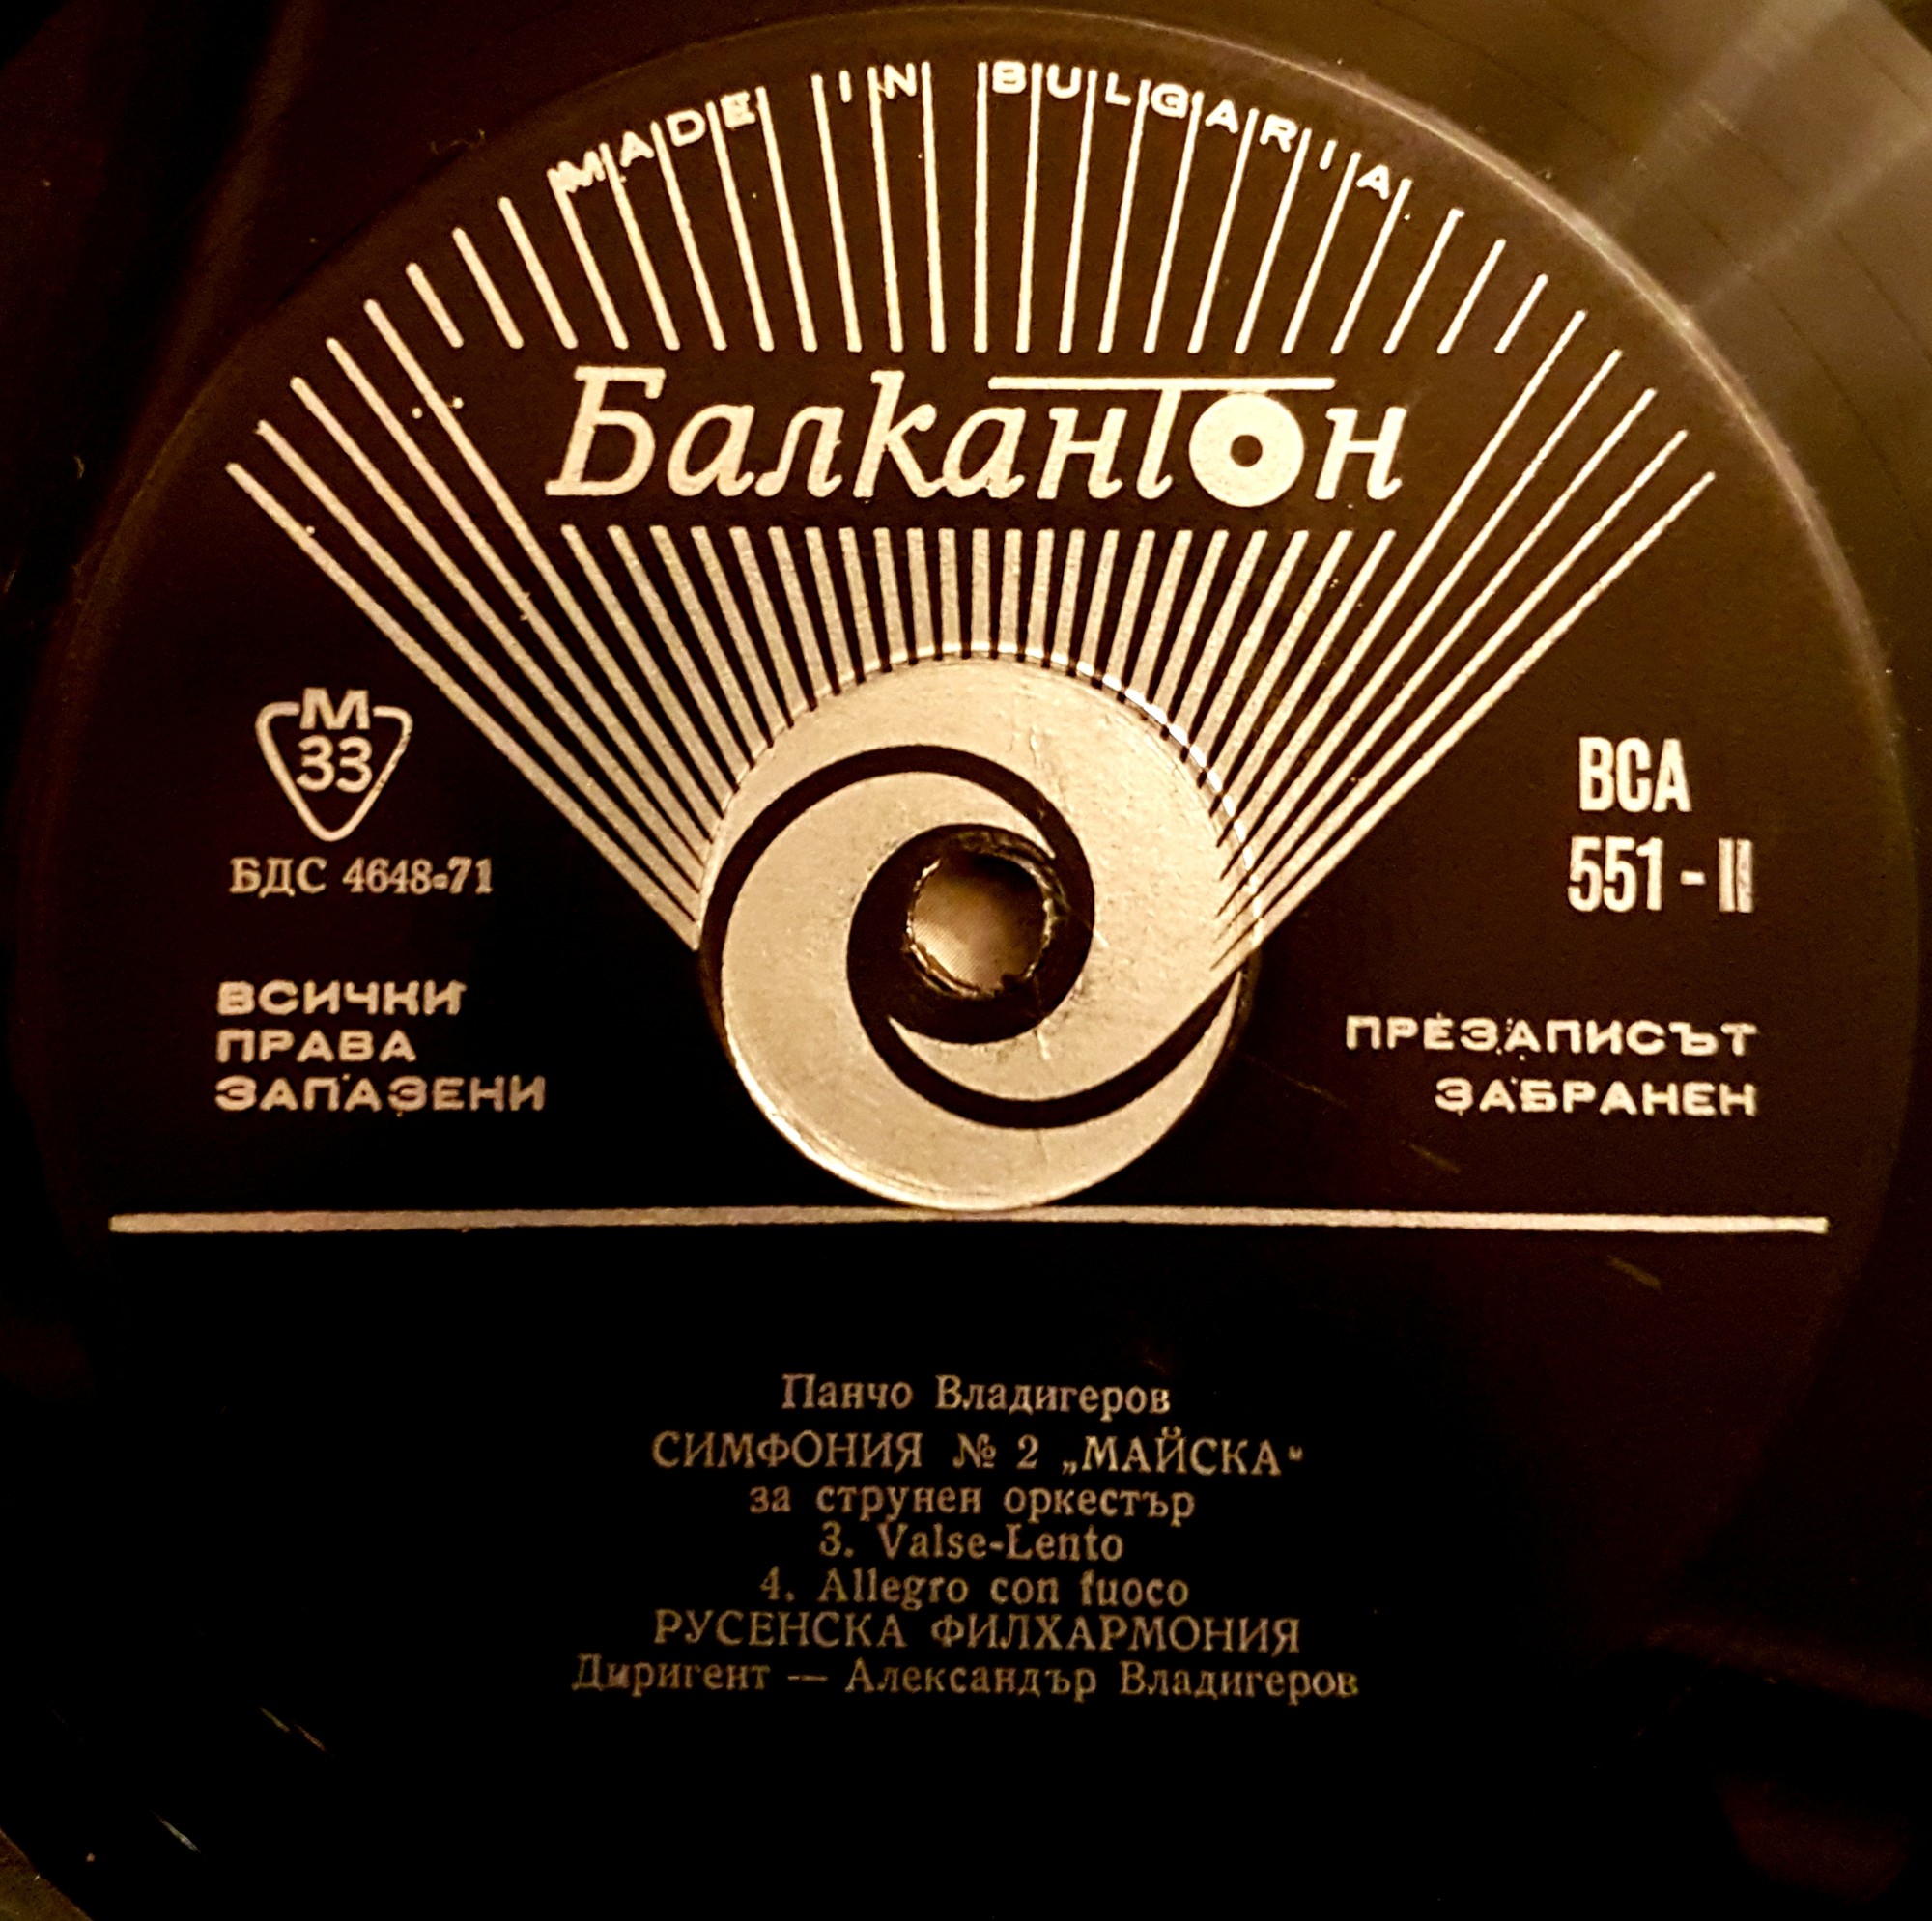 MADE IN BULGARIA
Балкантон
М
33
БДС 4648-71
ВСИЧКИ
ПРАВА
ЗАПАЗЕНИ
ВСА
551 - II
ПРЕЗАПИСЪТ
ЗАБРАНЕН
Панчо Владигеров
СИМФОНИЯ № 2 „МАЙСКА“
за струнен оркестър
3. Valse-Lento
4. Allegro con fuoco
РУСЕНСКА ФИЛХАРМОНИЯ
Диригент — Александър Владигеров